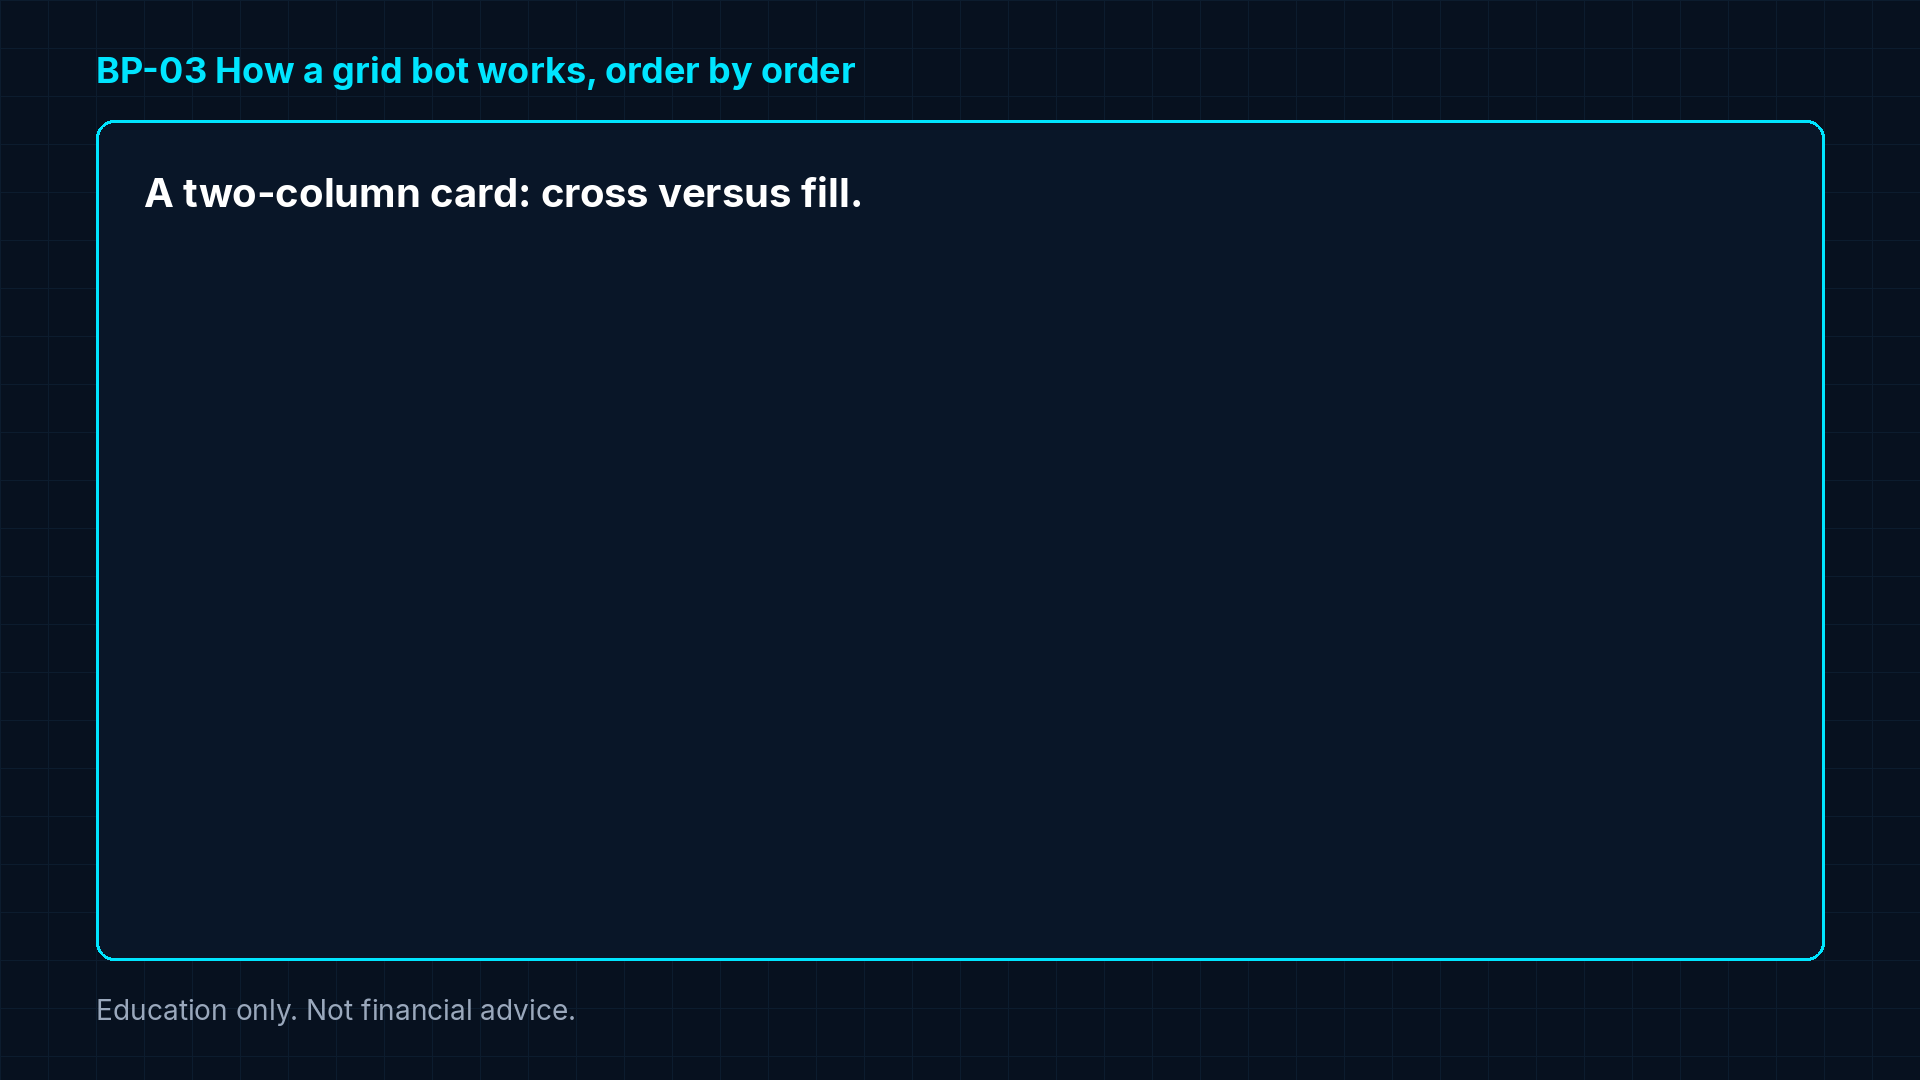 BP-03 How a grid bot works, order by order
A two-column card: cross versus fill.
Education only. Not financial advice.